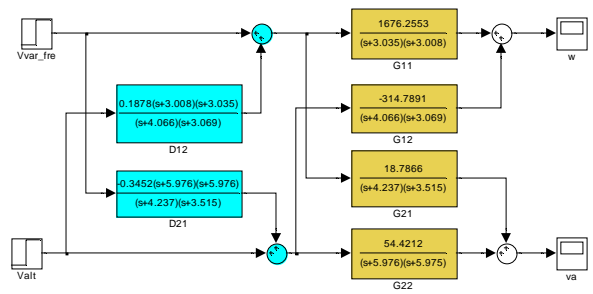 1676.2553
(s+3.035)(s+3.008)
Vvar_fre
G11
w
0.1878(s+3.008)(s+3.035)
(s+4.066)(s+3.069)
D12
-314.7891
(s+4.066)(s+3.069)
G12
-0.3452(s+5.976)(s+5.976)
(s+4.237)(s+3.515)
D21
18.7866
(s+4.237)(s+3.515)
G21
Valt
54.4212
(s+5.976)(s+5.975)
G22
va